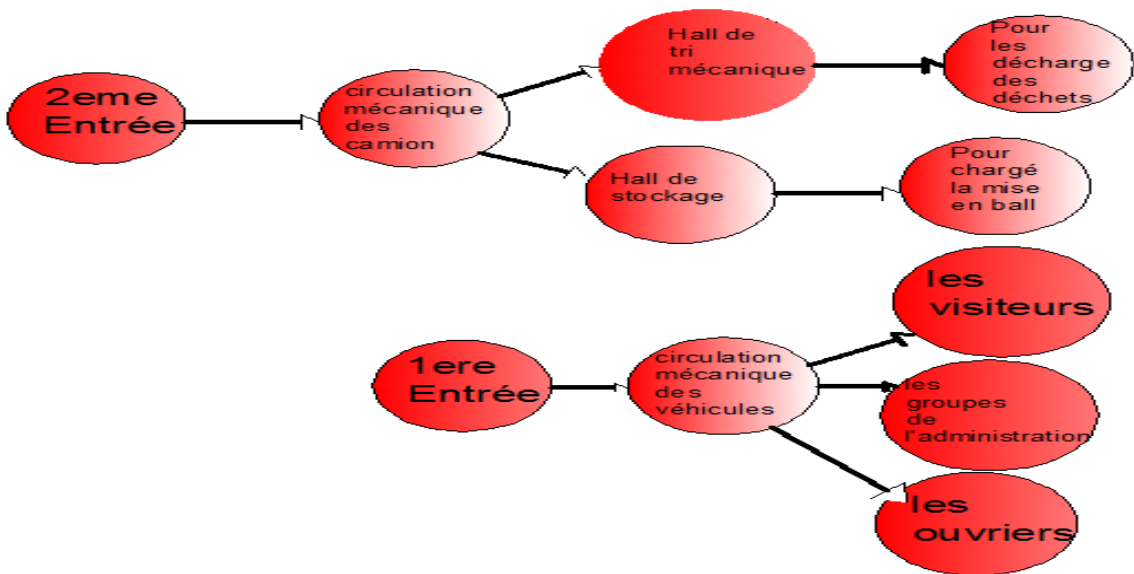 2eme
Entrée
circulation
mécanique
des
camion
Hall de
tri
mécanique
Pour
les
décharge
des
déchets
Hall de
stockage
Pour
chargé
la mise
en ball
1ere
Entrée
circulation
mécanique
des
véhicules
les
visiteurs
les
groupes
de
l'administration
les
ouvriers